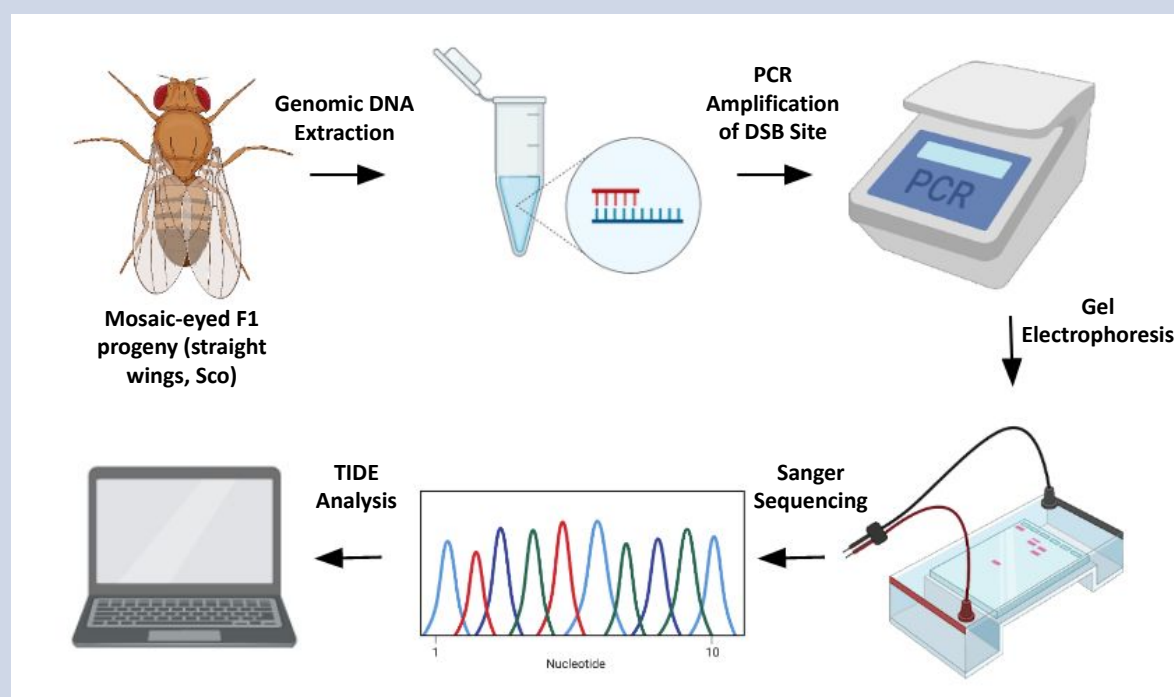 Genomic DNA
Extraction
PCR
Amplification
of DSB Site
PCR
Mosaic-eyed F1
progeny (straight
wings, Sco)
Gel
Electrophoresis
TIDE
Analysis
Sanger
Sequencing
1
10
Nucleotide